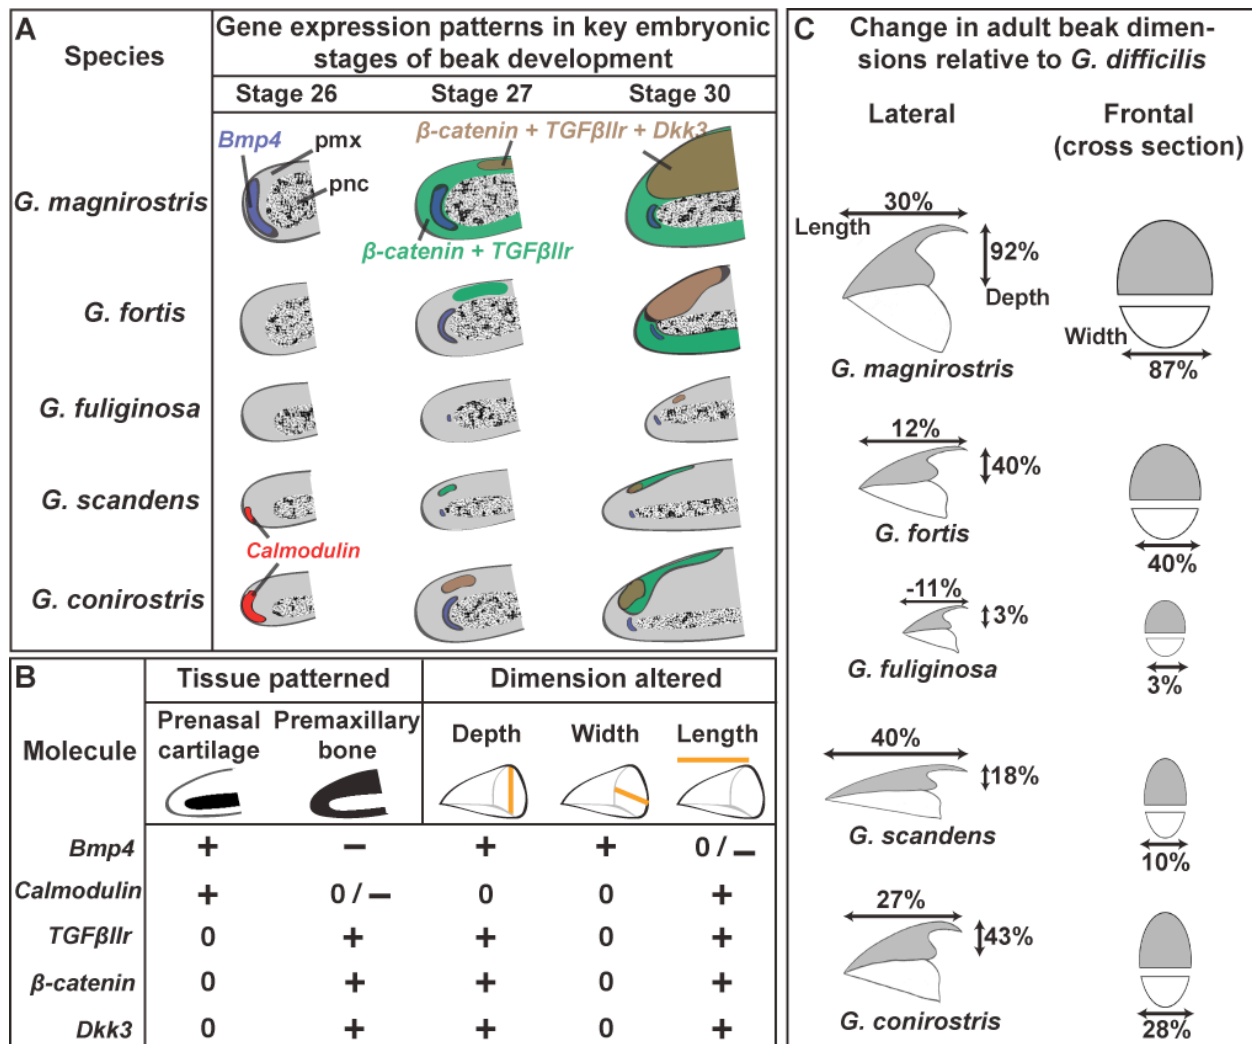 A
Species
Gene expression patterns in key embryonic
stages of beak development
Stage 26
Stage 27
Stage 30
Bmp4
pmx
pnc
β-catenin + TGFβllr + Dkk3
β-catenin + TGFβllr
G. magnirostris
G. fortis
G. fuliginosa
G. scandens
Calmodulin
G. conirostris
B
Molecule
Tissue patterned
Dimension altered
Prenasal
cartilage
Premaxillary
bone
Depth
Width
Length
Bmp4 + − + + 0 / −
Calmodulin + 0 / − 0 0 +
TGFβllr 0 + + 0 +
β-catenin 0 + + 0 +
Dkk3 0 + + 0 +
C
Change in adult beak dimen-
sions relative to G. difficilis
Lateral
Frontal
(cross section)
30%
Length
92%
Depth
G. magnirostris
Width
87%
12%
40%
G. fortis
40%
-11%
3%
G. fuliginosa
3%
40%
18%
G. scandens
10%
27%
43%
G. conirostris
28%